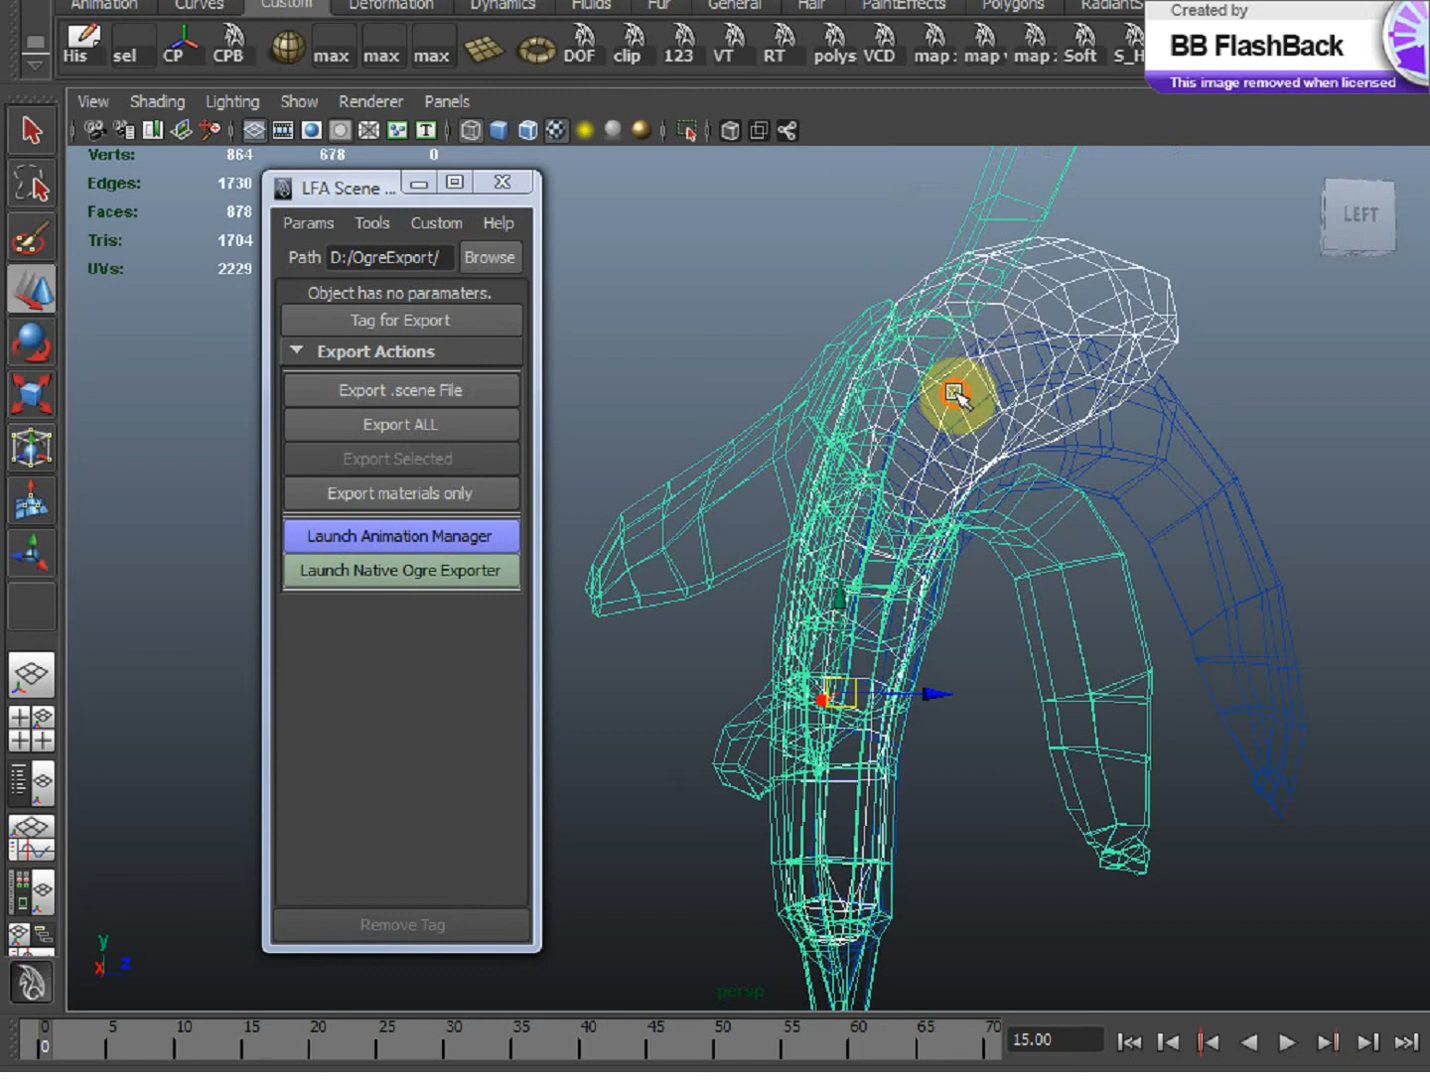 Animation Curves Custom Deformation Dynamics Fluids Fur General Hair PaintEffects Polygons
Created by
BB FlashBack
This image removed when licensed
His sel CP CPB max max max DOF clip 123 VT RT polys VCD map : map map : Soft S_H
View Shading Lighting Show Renderer Panels
Verts: 864 678 0
Edges: 1730
Faces: 878
Tris: 1704
UVs: 2229
LFA Scene ...
Params Tools Custom Help
Path D:/OgreExport/ Browse
Object has no paramaters.
Tag for Export
Export Actions
Export .scene File
Export ALL
Export Selected
Export materials only
Launch Animation Manager
Launch Native Ogre Exporter
Remove Tag
LEFT
y
x z
persp
0 5 10 15 20 25 30 35 40 45 50 55 60 65 70
0
15.00